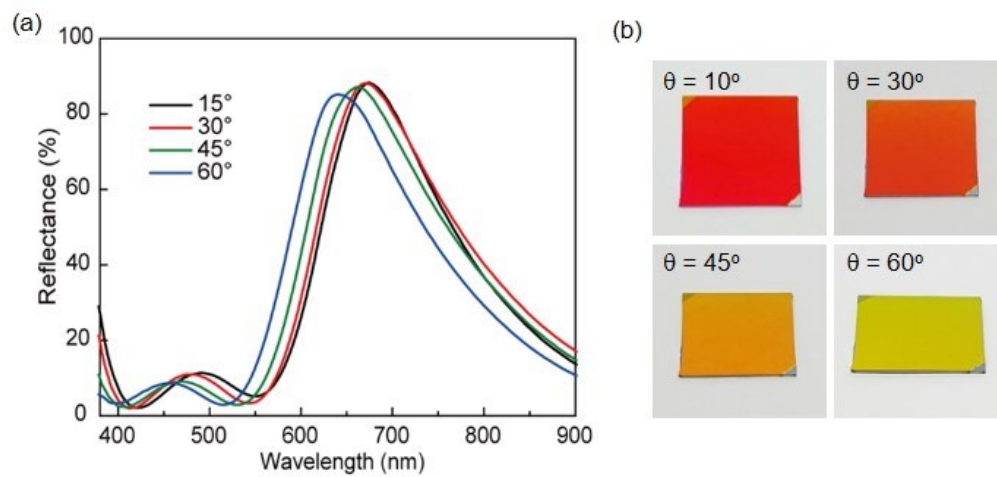 (a)
(b)
100
80
60
40
20
0
Reflectance (%)
15°
30°
45°
60°
400 500 600 700 800 900
Wavelength (nm)
θ = 10º
θ = 30º
θ = 45º
θ = 60º